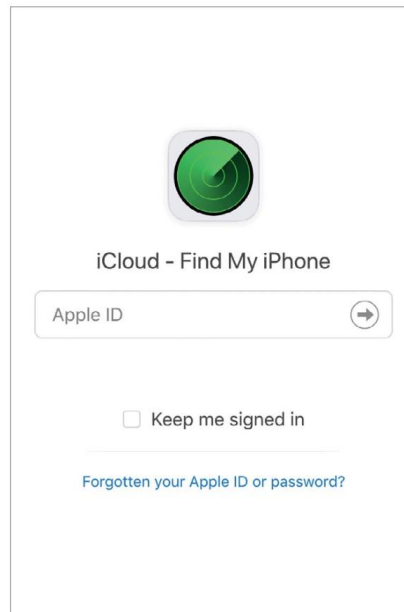 iCloud - Find My iPhone
Apple ID
Keep me signed in
Forgotten your Apple ID or password?